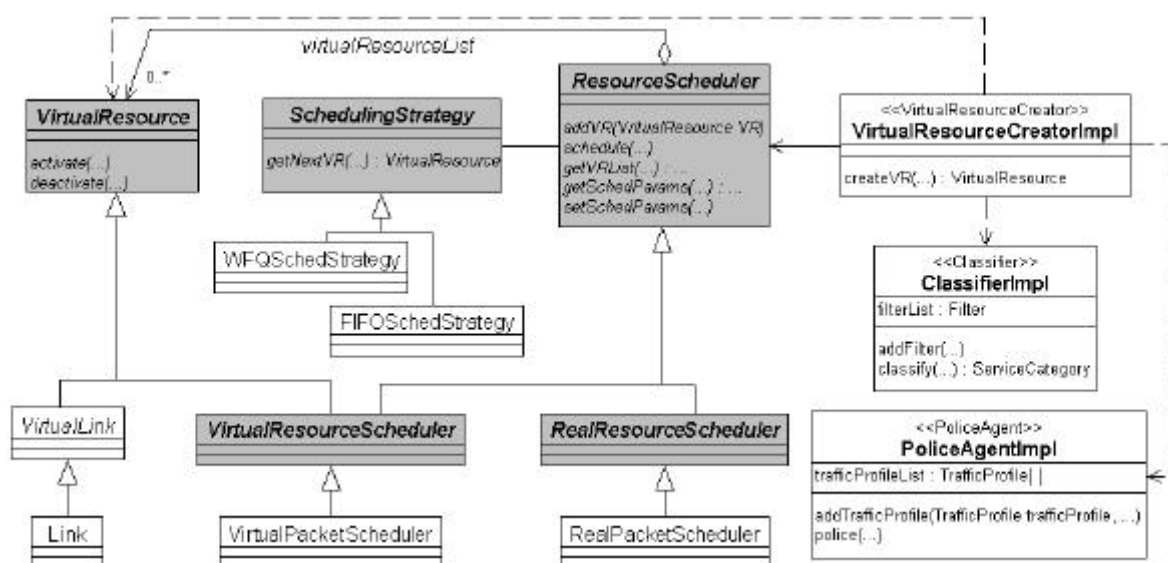 virtualResourceList
0..*
VirtualResource
activate(...)
deactivate(...)
SchedulingStrategy
getNextVR(...) : VirtualResource
ResourceScheduler
addVR(VirtualResource VR)
schedule(...)
getVRList(...) : ...
getSchedParams(...) : ...
setSchedParams(...)
<<VirtualResourceCreator>>
VirtualResourceCreatorImpl
createVR(...) : VirtualResource
WFQSchedStrategy
FIFOSchedStrategy
<<Classifier>>
ClassifierImpl
filterList : Filter
addFilter(...)
classify(...) : ServiceCategory
VirtualLink
VirtualResourceScheduler
RealResourceScheduler
<<PoliceAgent>>
PoliceAgentImpl
trafficProfileList : TrafficProfile[ ]
addTrafficProfile(TrafficProfile trafficProfile, ...)
police(...)
Link
VirtualPacketScheduler
RealPacketScheduler